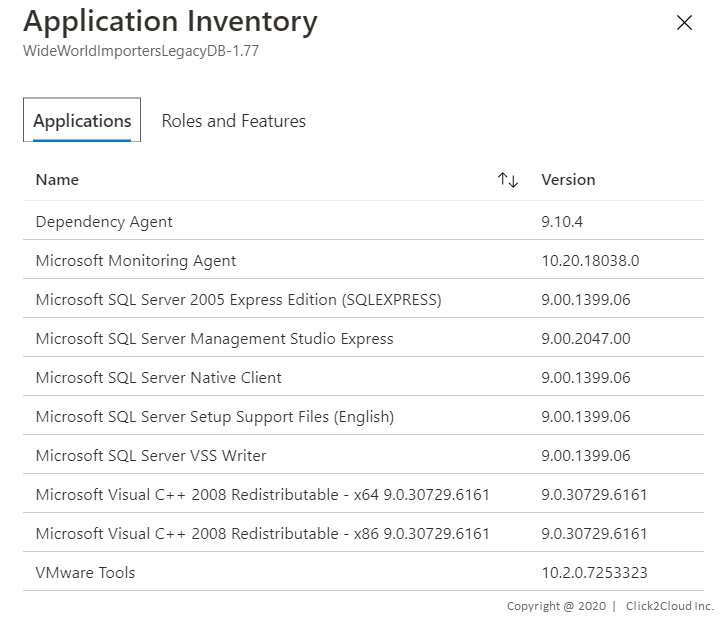 Application Inventory
WideWorldImportersLegacyDB-1.77
Applications Roles and Features
Name Version
Dependency Agent 9.10.4
Microsoft Monitoring Agent 10.20.18038.0
Microsoft SQL Server 2005 Express Edition (SQLEXPRESS) 9.00.1399.06
Microsoft SQL Server Management Studio Express 9.00.2047.00
Microsoft SQL Server Native Client 9.00.1399.06
Microsoft SQL Server Setup Support Files (English) 9.00.1399.06
Microsoft SQL Server VSS Writer 9.00.1399.06
Microsoft Visual C++ 2008 Redistributable - x64 9.0.30729.6161 9.0.30729.6161
Microsoft Visual C++ 2008 Redistributable - x86 9.0.30729.6161 9.0.30729.6161
VMware Tools 10.2.0.7253323
Copyright @ 2020 | Click2Cloud Inc.